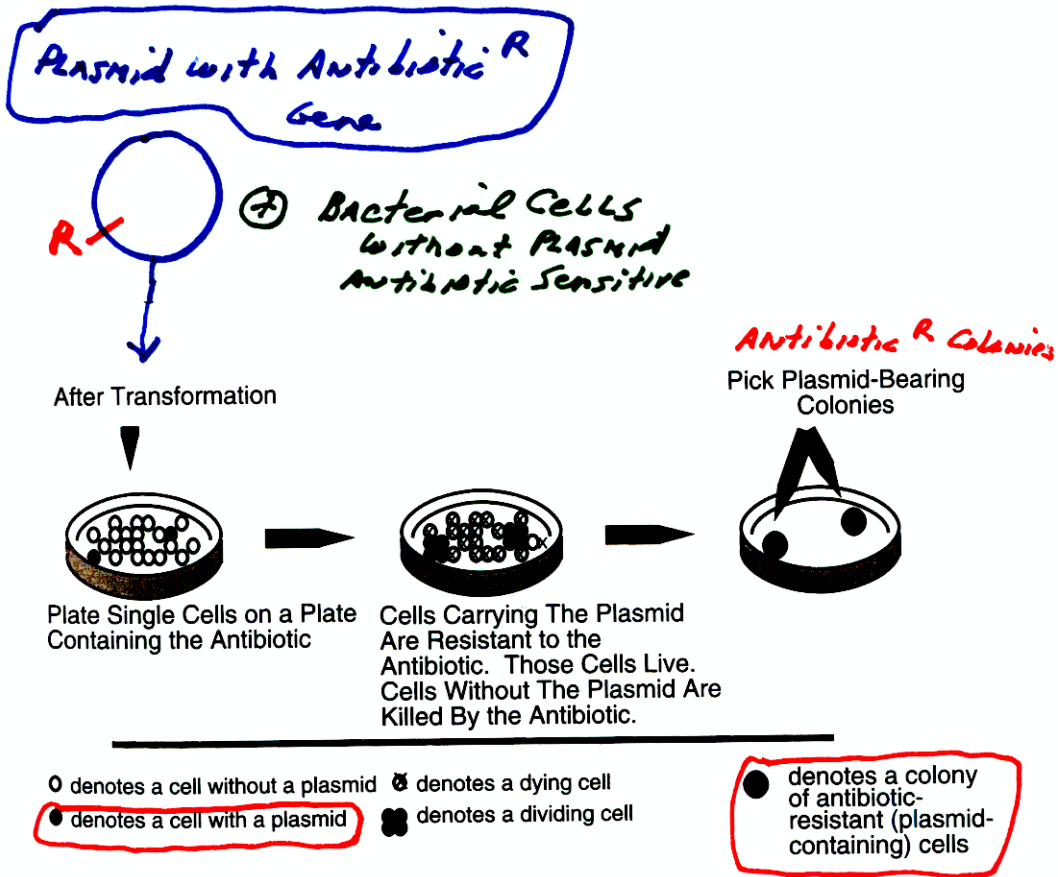 Plasmid with Antibiotic R
Gene
R
+ Bacterial Cells
without Plasmid
Antibiotic Sensitive
Antibiotic R Colonies
After Transformation
Pick Plasmid-Bearing
Colonies
Plate Single Cells on a Plate
Containing the Antibiotic
Cells Carrying The Plasmid
Are Resistant to the
Antibiotic. Those Cells Live.
Cells Without The Plasmid Are
Killed By the Antibiotic.
denotes a cell without a plasmid
denotes a cell with a plasmid
denotes a dying cell
denotes a dividing cell
denotes a colony
of antibiotic-
resistant (plasmid-
containing) cells